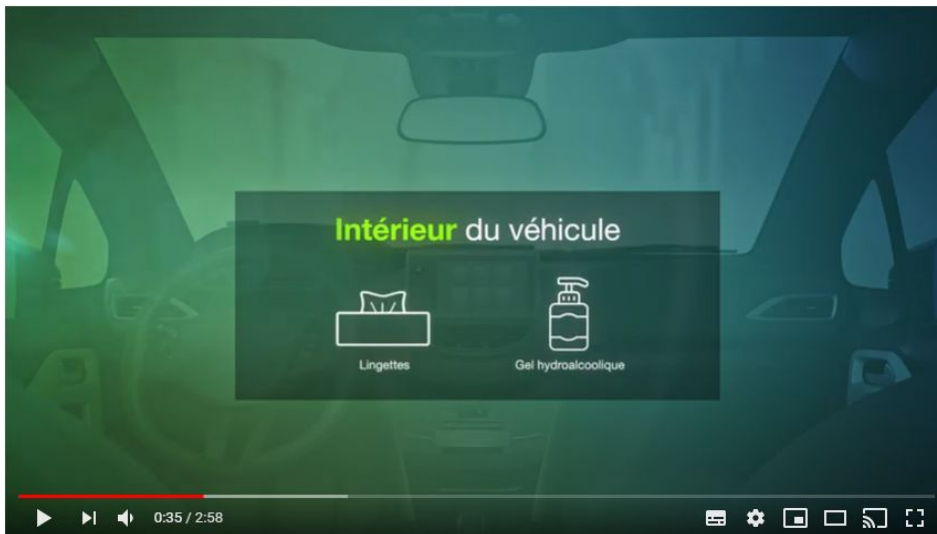 Intérieur du véhicule
Lingettes
Gel hydroalcoolique
0:35 / 2:58